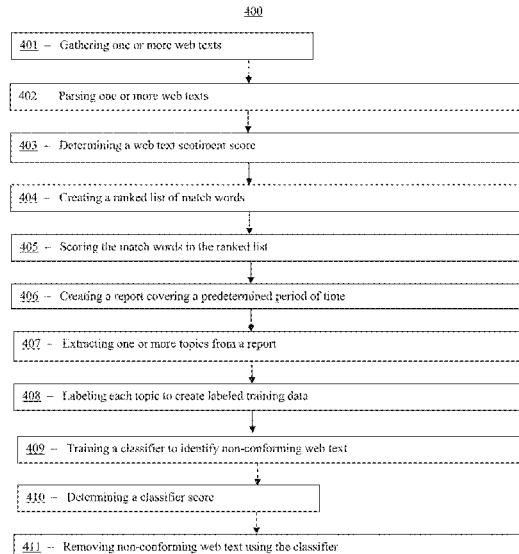 400
401 – Gathering one or more web texts
402 Parsing one or more web texts
403 – Determining a web text sentiment score
404 – Creating a ranked list of match words
405 – Scoring the match words in the ranked list
406 – Creating a report covering a predetermined period of time
407 – Extracting one or more topics from a report
408 – Labeling each topic to create labeled training data
409 – Training a classifier to identify non-conforming web text
410 – Determining a classifier score
411 – Removing non-conforming web text using the classifier